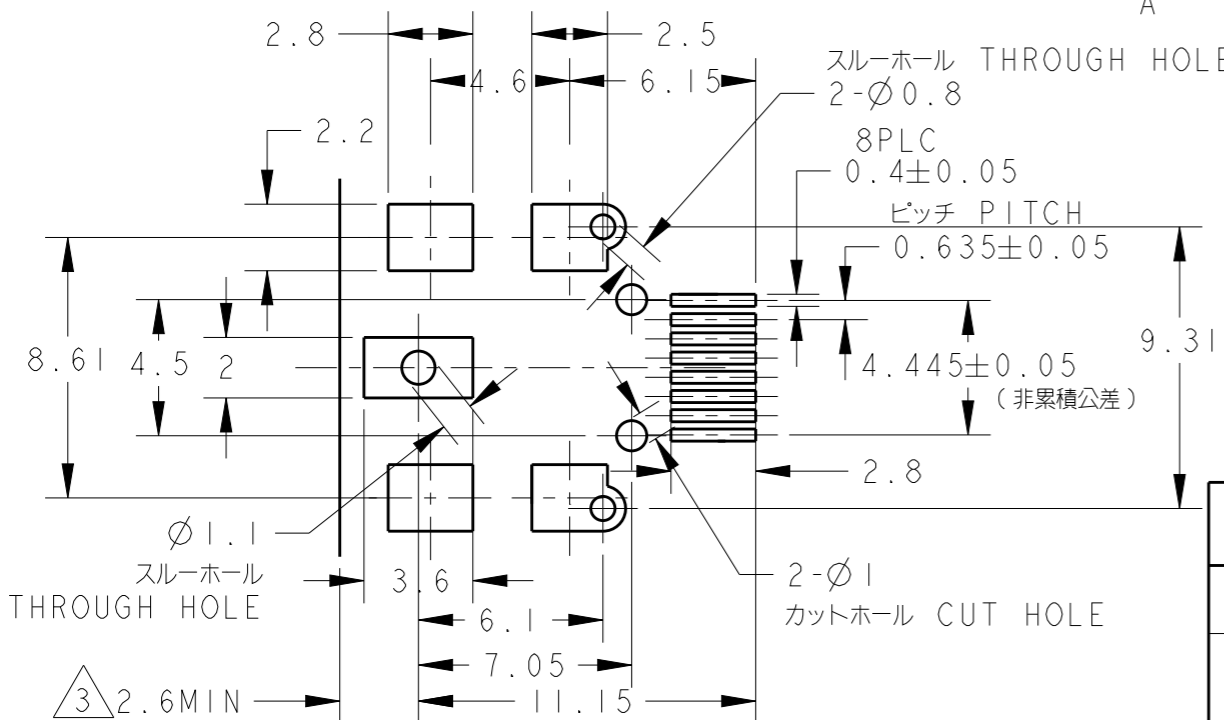 A
2.8
2.5
スルーホール THROUGH HOLE
4.6
6.15
2-Ø0.8
2.2
8PLC
0.4±0.05
ピッチ PITCH
0.635±0.05
8.61
4.5
2
4.445±0.05
9.31
(非累積公差)
2.8
Ø1.1
スルーホール
THROUGH HOLE
3.6
2-Ø1
カットホール CUT HOLE
6.1
7.05
3 2.6MIN
11.15